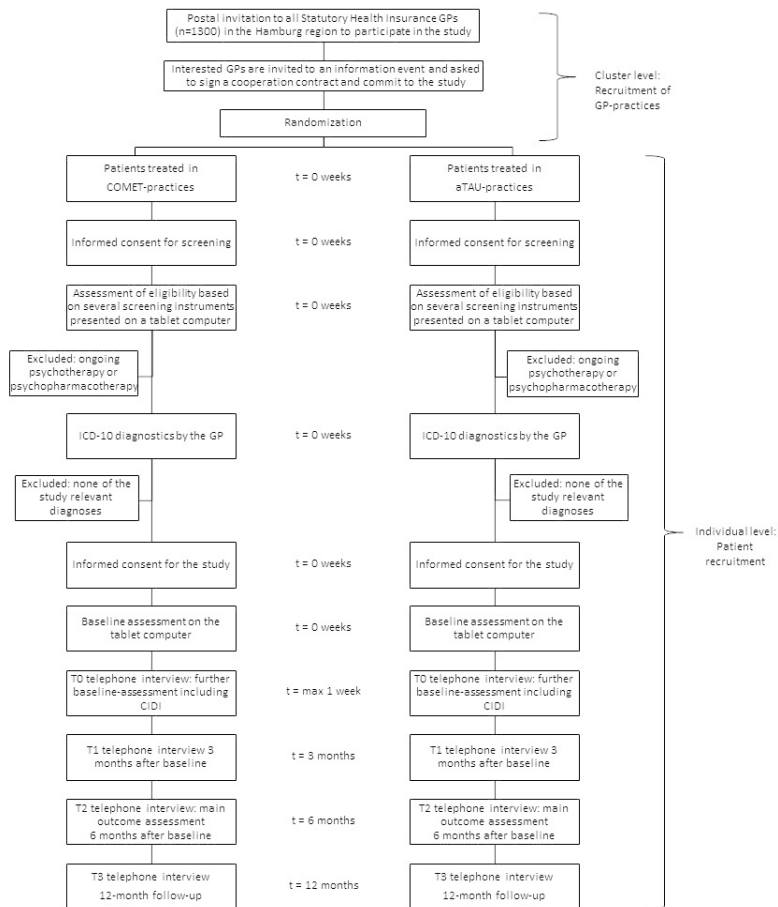 Postal invitation to all Statutory Health Insurance GPs
(n=1300) in the Hamburg region to participate in the study
Interested GPs are invited to an information event and asked
to sign a cooperation contract and commit to the study
Randomization
Cluster level:
Recruitment of
GP-practices
Patients treated in
COMET-practices
t = 0 weeks
Patients treated in
aTAU-practices
Informed consent for screening
t = 0 weeks
Informed consent for screening
Assessment of eligibility based
on several screening instruments
presented on a tablet computer
t = 0 weeks
Assessment of eligibility based
on several screening instruments
presented on a tablet computer
Excluded: ongoing
psychotherapy or
psychopharmacotherapy
Excluded: ongoing
psychotherapy or
psychopharmacotherapy
ICD-10 diagnostics by the GP
t = 0 weeks
ICD-10 diagnostics by the GP
Excluded: none of the
study relevant
diagnoses
Excluded: none of the
study relevant
diagnoses
Individual level:
Patient
recruitment
Informed consent for the
study
t = 0 weeks
Informed consent for the study
Baseline assessment on the
tablet computer
t = 0 weeks
Baseline assessment on the
tablet computer
T0 telephone interview: further
baseline-assessment including
CIDI
t = max 1 week
T0 telephone interview: further
baseline-assessment including
CIDI
T1 telephone interview 3
months after baseline
t = 3 months
T1 telephone interview 3
months after baseline
T2 telephone interview: main
outcome assessment
6 months after baseline
t = 6 months
T2 telephone interview: main
outcome assessment
6 months after baseline
T3 telephone interview
12-month follow-up
t = 12 months
T3 telephone interview
12-month follow-up